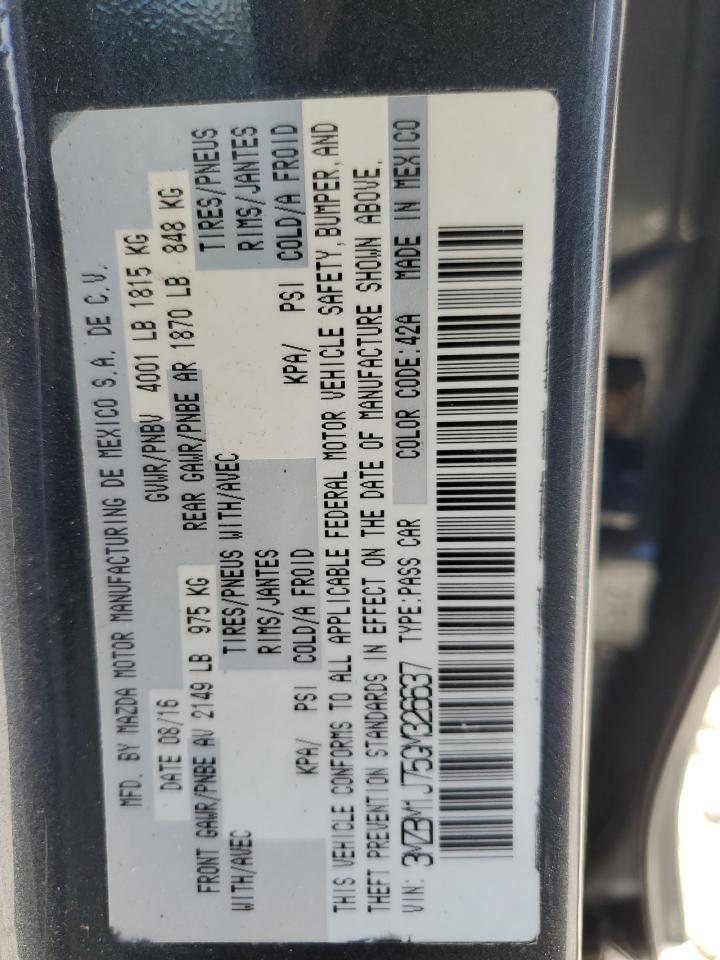 MFD. BY MAZDA MOTOR MANUFACTURING DE MEXICO S.A. DE C.V.
DATE 08/16 GVWR/PNBV 4001 LB 1815 KG
FRONT GAWR/PNBE AV 2149 LB 975 KG REAR GAWR/PNBE AR 1870 LB 848 KG
WITH/AVEC TIRES/PNEUS WITH/AVEC TIRES/PNEUS
RIMS/JANTES RIMS/JANTES
KPA/ PSI COLD/A FROID KPA/ PSI COLD/A FROID
THIS VEHICLE CONFORMS TO ALL APPLICABLE FEDERAL MOTOR VEHICLE SAFETY, BUMPER, AND
THEFT PREVENTION STANDARDS IN EFFECT ON THE DATE OF MANUFACTURE SHOWN ABOVE.
VIN: 3MZBM1J75GM326637 TYPE:PASS CAR COLOR CODE:42A MADE IN MEXICO